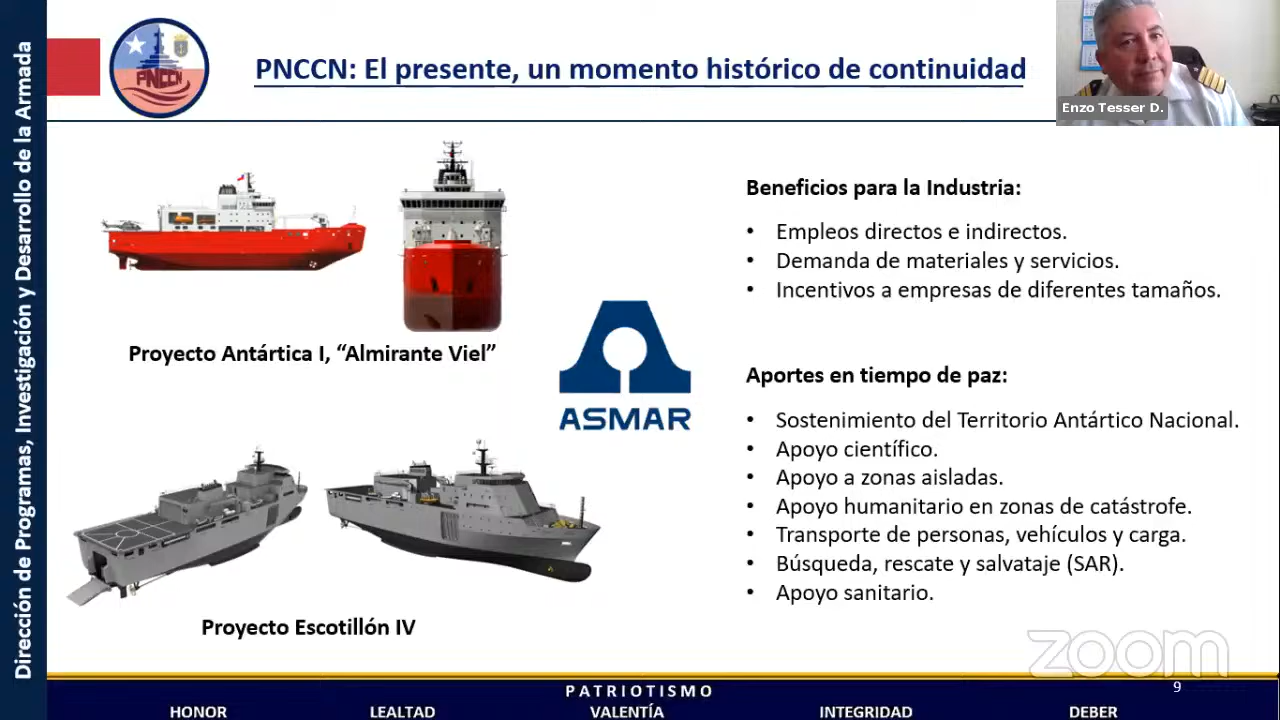 Dirección de Programas, Investigación y Desarrollo de la Armada
PNCCN
PNCCN: El presente, un momento histórico de continuidad
Enzo Tesser D.
Proyecto Antártica I, “Almirante Viel”
Proyecto Escotillón IV
ASMAR
Beneficios para la Industria:
• Empleos directos e indirectos.
• Demanda de materiales y servicios.
• Incentivos a empresas de diferentes tamaños.
Aportes en tiempo de paz:
• Sostenimiento del Territorio Antártico Nacional.
• Apoyo científico.
• Apoyo a zonas aisladas.
• Apoyo humanitario en zonas de catástrofe.
• Transporte de personas, vehículos y carga.
• Búsqueda, rescate y salvataje (SAR).
• Apoyo sanitario.
zoom
9
PATRIOTISMO
HONOR LEALTAD VALENTÍA INTEGRIDAD DEBER